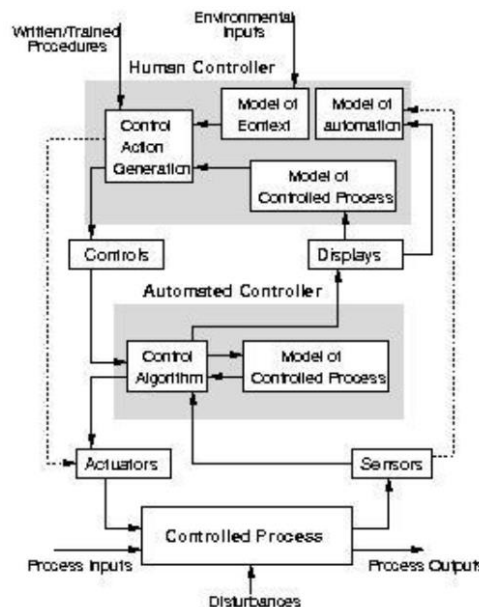 Environmental
Inputs
Written/Trained
Procedures
Human Controller
Control
Action
Generation
Model of
Eontext
Model of
automation
Model of
Controlled Process
Controls
Displays
Automated Controller
Control
Algorithm
Model of
Controlled Process
Actuators
Sensors
Controlled Process
Process Inputs
Process Outputs
Disturbances